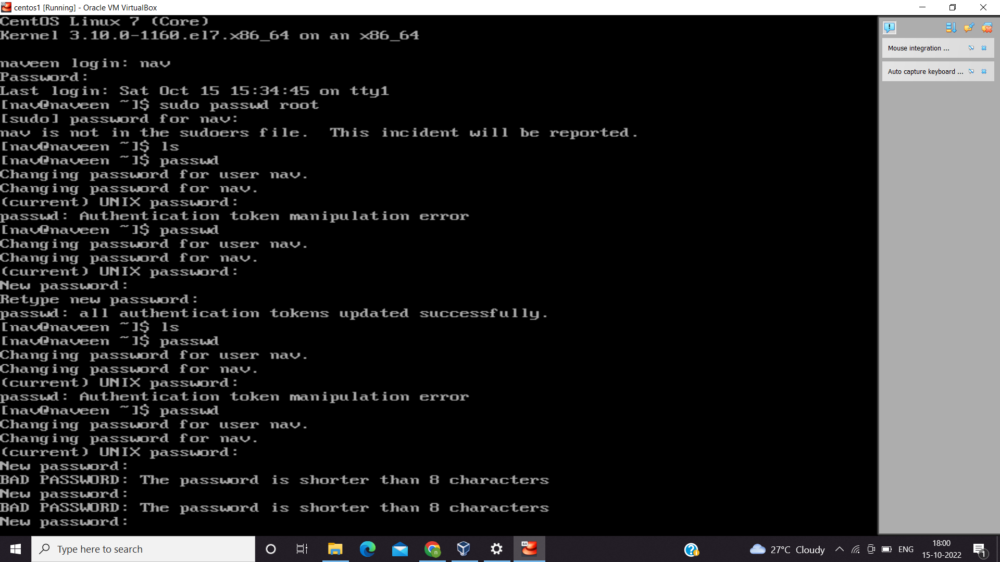 centos1 [Running] - Oracle VM VirtualBox
CentOS Linux 7 (Core)
Kernel 3.10.0-1160.el7.x86_64 on an x86_64
naveen login: nav
Password:
Last login: Sat Oct 15 15:34:45 on tty1
[nav@naveen ~]$ sudo passwd root
[sudo] password for nav:
nav is not in the sudoers file.  This incident will be reported.
[nav@naveen ~]$ ls
[nav@naveen ~]$ passwd
Changing password for user nav.
Changing password for nav.
(current) UNIX password:
passwd: Authentication token manipulation error
[nav@naveen ~]$ passwd
Changing password for user nav.
Changing password for nav.
(current) UNIX password:
New password:
Retype new password:
passwd: all authentication tokens updated successfully.
[nav@naveen ~]$ ls
[nav@naveen ~]$ passwd
Changing password for user nav.
Changing password for nav.
(current) UNIX password:
passwd: Authentication token manipulation error
[nav@naveen ~]$ passwd
Changing password for user nav.
Changing password for nav.
(current) UNIX password:
New password:
BAD PASSWORD: The password is shorter than 8 characters
New password:
BAD PASSWORD: The password is shorter than 8 characters
New password:
Mouse integration ...
Auto capture keyboard ...
Type here to search
n
64
27°C Cloudy
ENG
18:00
15-10-2022
1